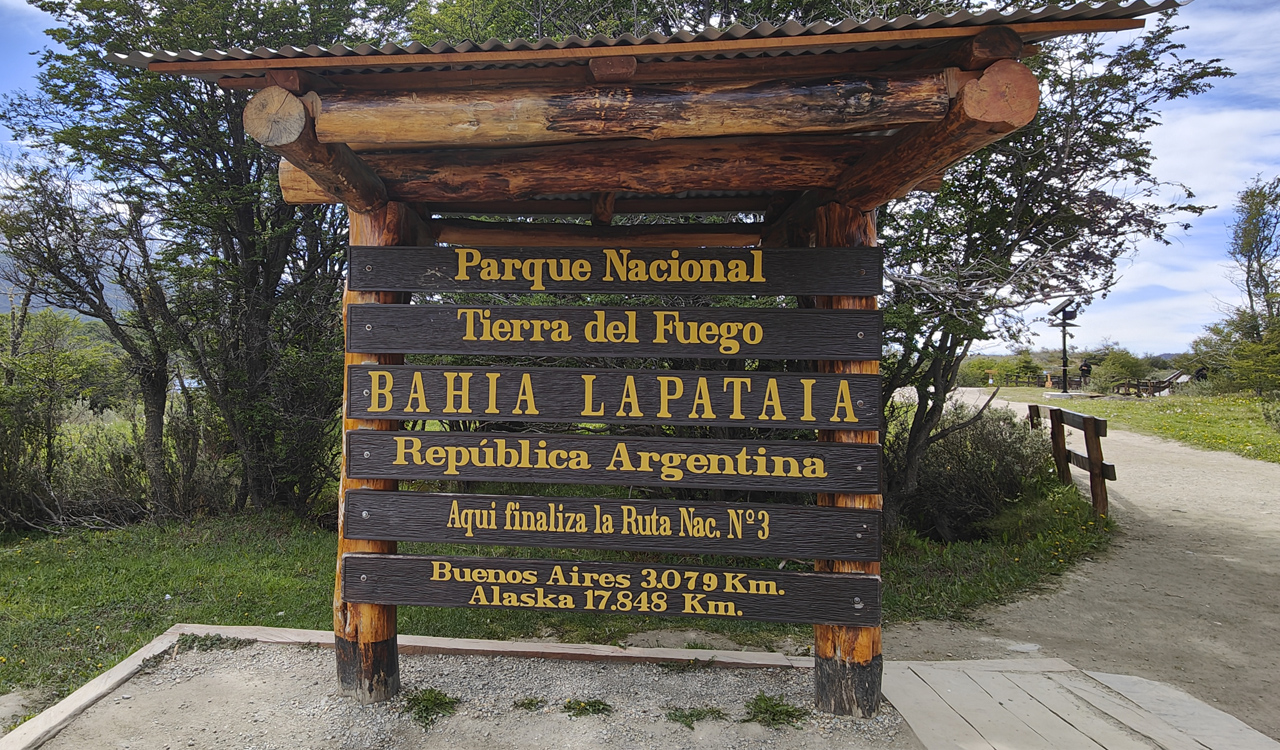 Parque Nacional
Tierra del Fuego
BAHIA LAPATAIA
República Argentina
Aqui finaliza la Ruta Nac. Nº3
Buenos Aires 3.079 Km.
Alaska 17.848 Km.